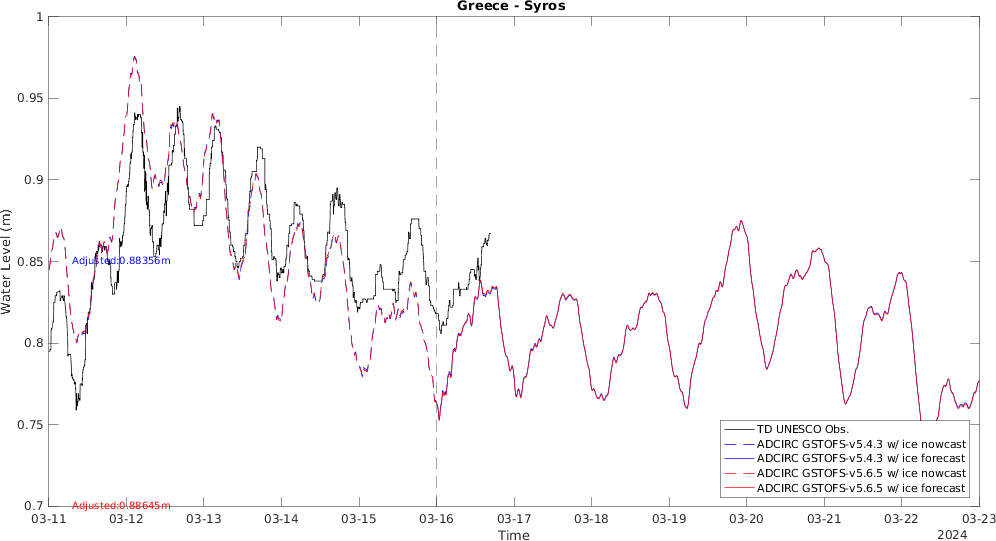 Greece - Syros
Water Level (m)
1
0.95
0.9
0.85
0.8
0.75
0.7
Adjusted:0.88356m
Adjusted:0.88645m
TD UNESCO Obs.
ADCIRC GSTOFS-v5.4.3 w/ ice nowcast
ADCIRC GSTOFS-v5.4.3 w/ ice forecast
ADCIRC GSTOFS-v5.6.5 w/ ice nowcast
ADCIRC GSTOFS-v5.6.5 w/ ice forecast
03-11 03-12 03-13 03-14 03-15 03-16 03-17 03-18 03-19 03-20 03-21 03-22 03-23
Time
2024